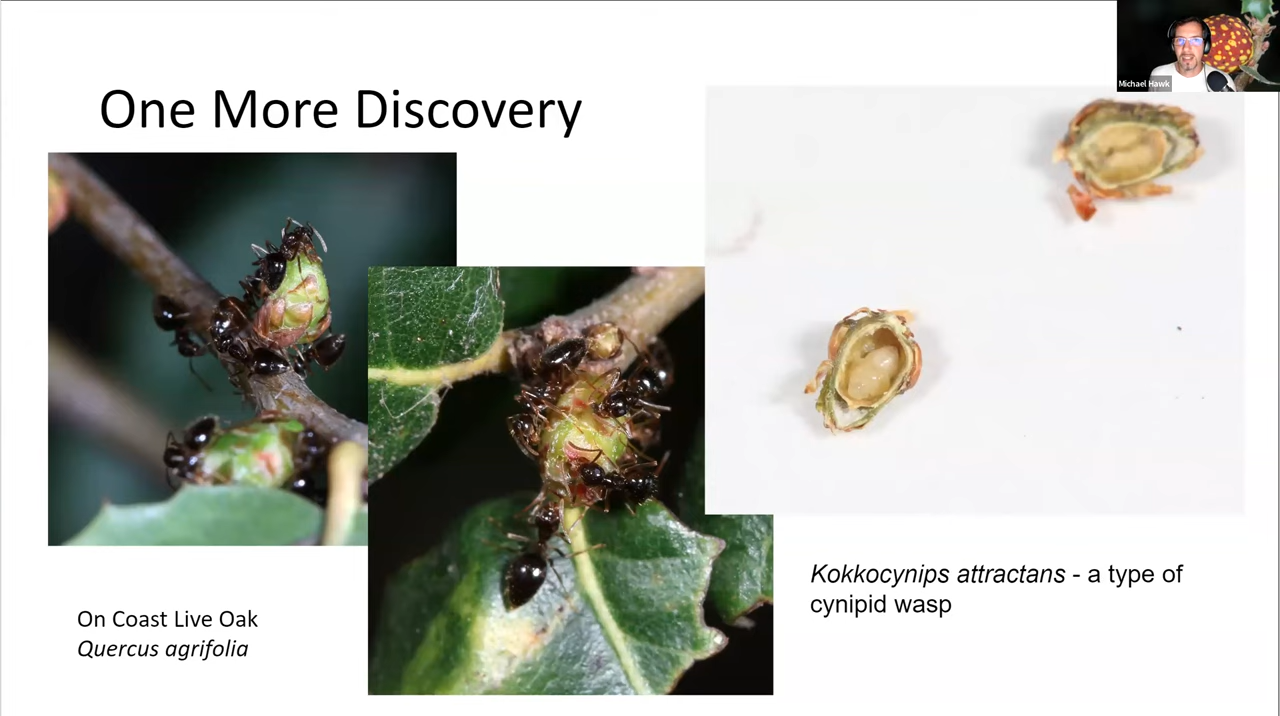 Michael Hawk
One More Discovery
Kokkocynips attractans - a type of
cynipid wasp
On Coast Live Oak
Quercus agrifolia